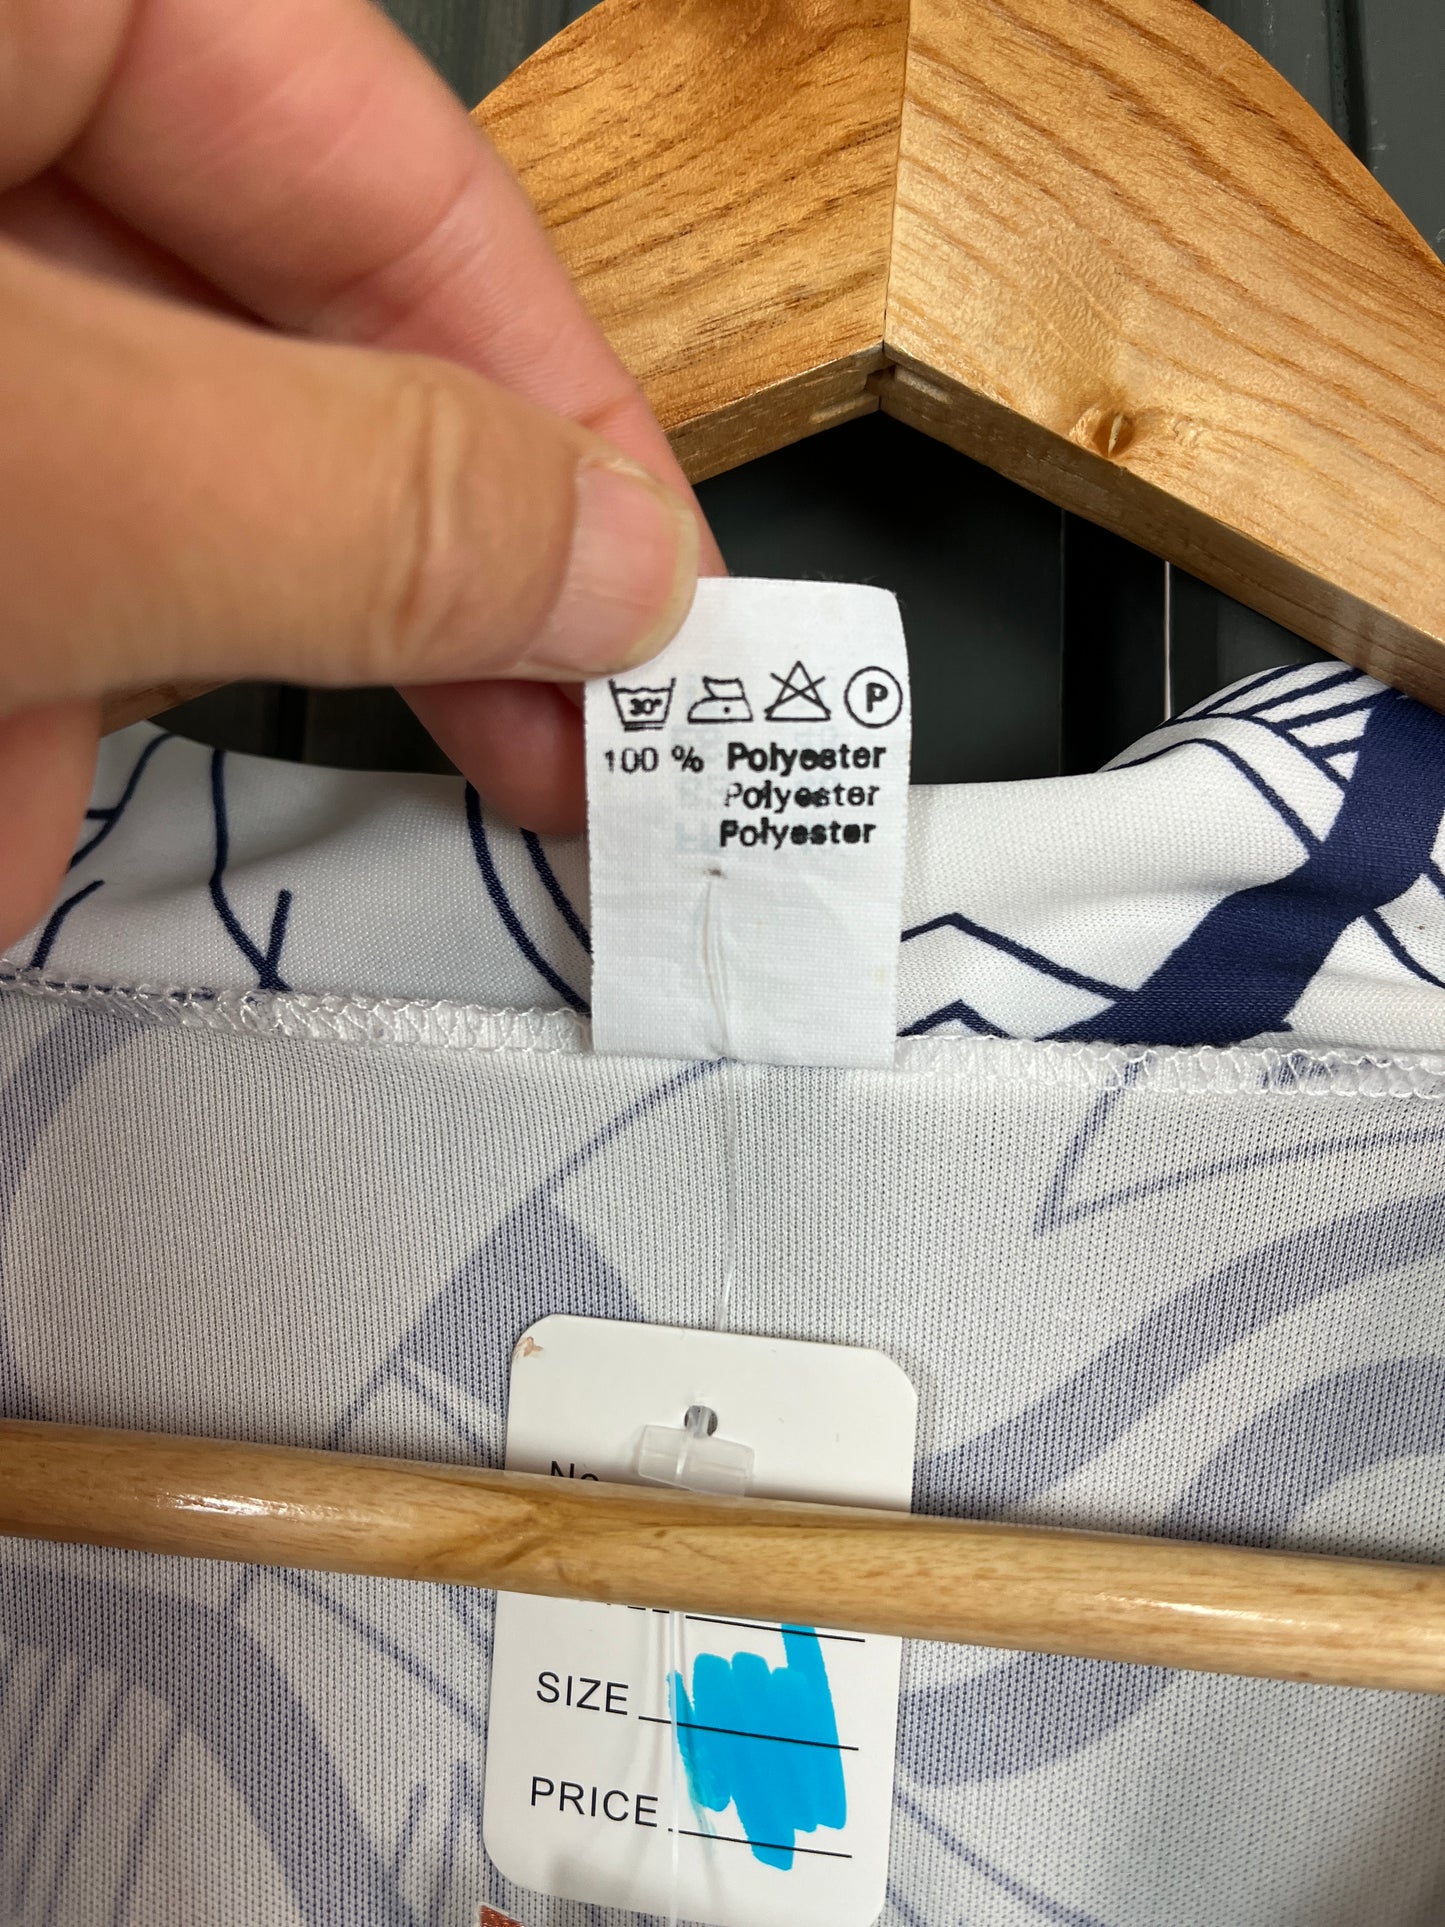 30° P
100 % Polyester
Polyester
Polyester
SIZE
PRICE